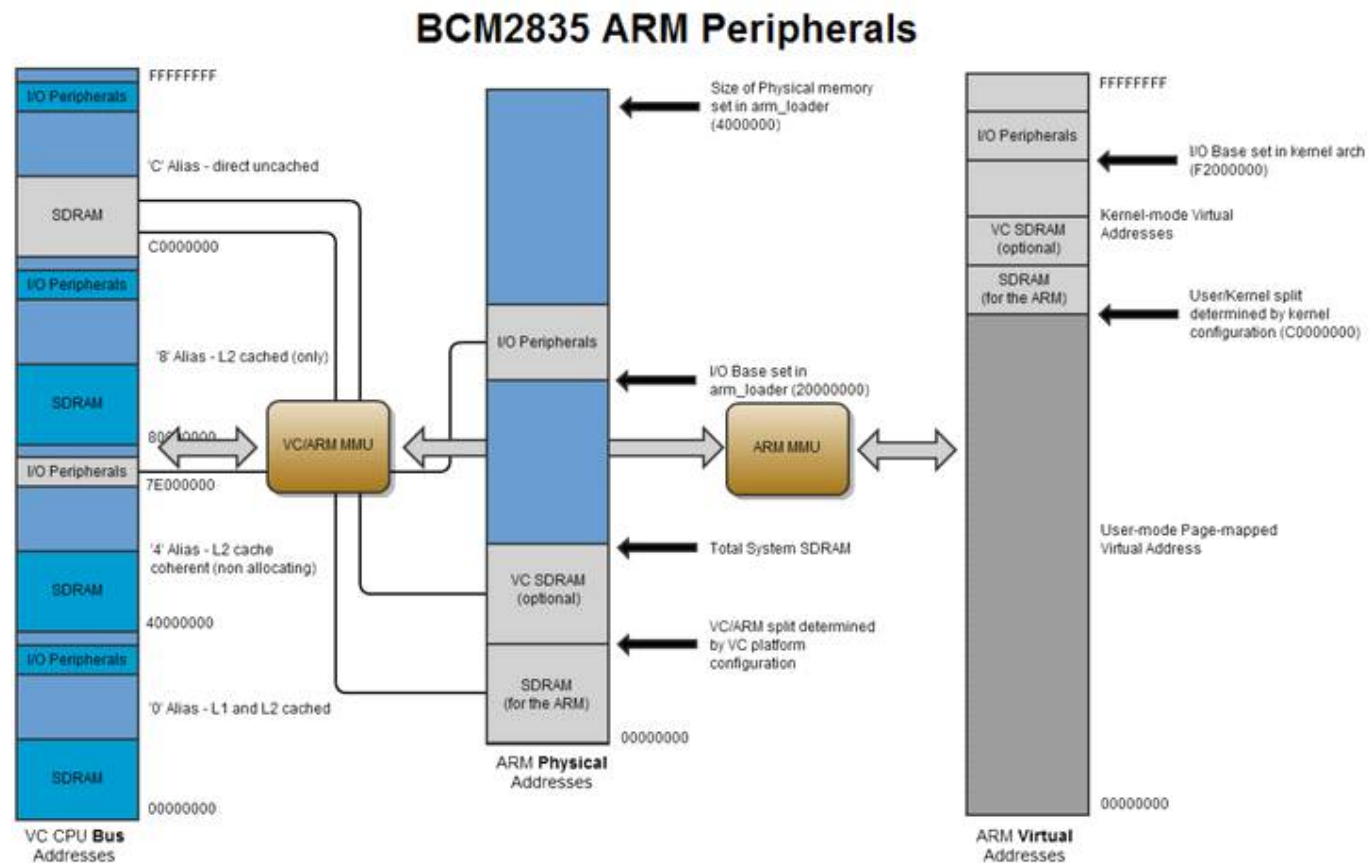 BCM2835 ARM Peripherals
FFFFFFFF
I/O Peripherals
'C' Alias - direct uncached
SDRAM
C0000000
I/O Peripherals
'8' Alias - L2 cached (only)
SDRAM
I/O Peripherals
7E000000
'4' Alias - L2 cache
coherent (non allocating)
SDRAM
40000000
I/O Peripherals
'0' Alias - L1 and L2 cached
SDRAM
00000000
VC CPU Bus
Addresses
VC/ARM MMU
Size of Physical memory
set in arm_loader
(4000000)
I/O Peripherals
I/O Base set in
arm_loader (20000000)
Total System SDRAM
VC SDRAM
(optional)
VC/ARM split determined
by VC platform
configuration
SDRAM
(for the ARM)
00000000
ARM Physical
Addresses
ARM MMU
FFFFFFFF
I/O Peripherals
I/O Base set in kernel arch
(F2000000)
Kernel-mode Virtual
Addresses
VC SDRAM
(optional)
SDRAM
(for the ARM)
User/Kernel split
determined by kernel
configuration (C0000000)
User-mode Page-mapped
Virtual Address
00000000
ARM Virtual
Addresses